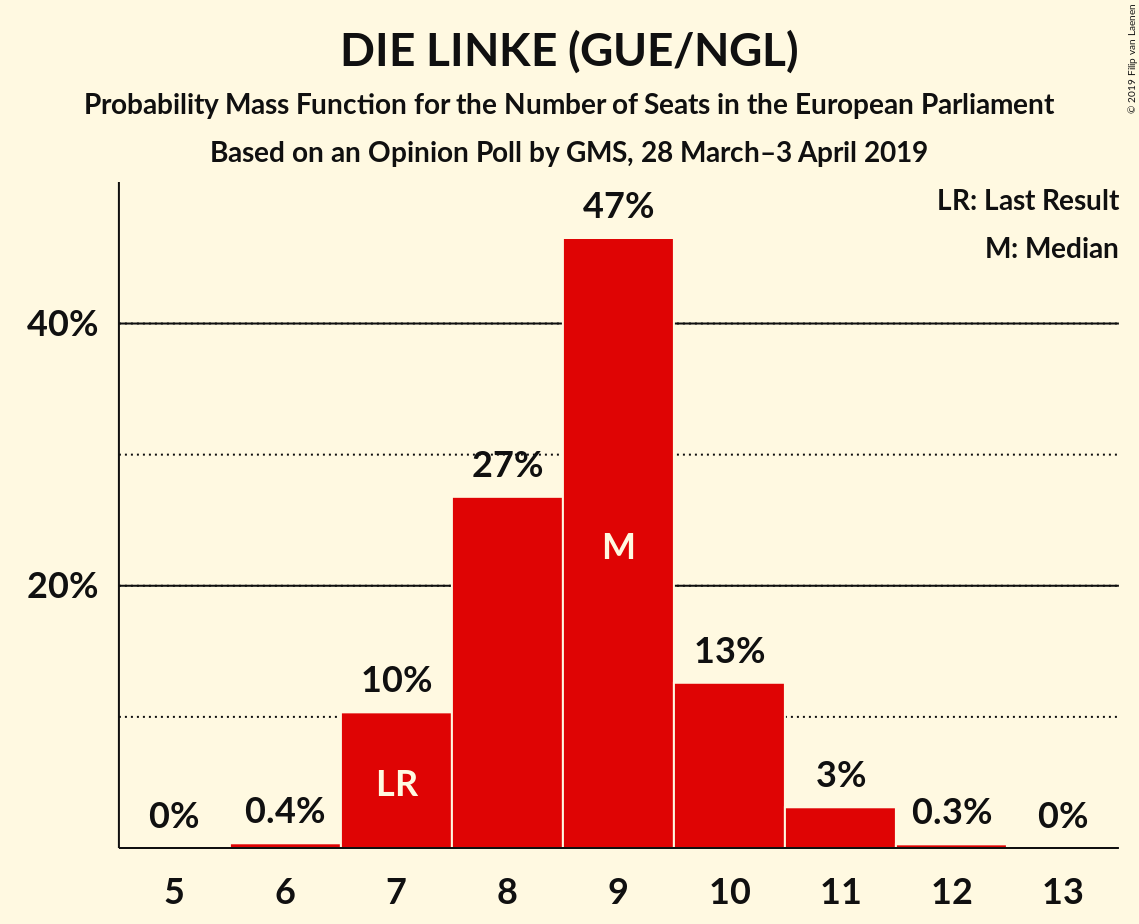 DIE LINKE (GUE/NGL)
Probability Mass Function for the Number of Seats in the European Parliament
Based on an Opinion Poll by GMS, 28 March–3 April 2019
© 2019 Filip van Laenen
LR: Last Result
M: Median
47%
40%
27%
M
20%
13%
10%
LR
3%
0%
0.4%
0.3%
0%
5 6 7 8 9 10 11 12 13